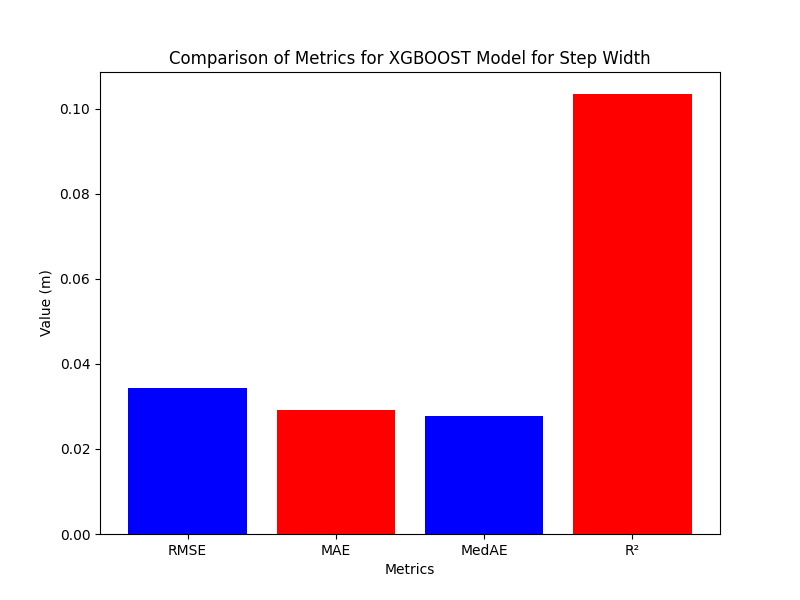 Comparison of Metrics for XGBOOST Model for Step Width
0.10
0.08
0.06
0.04
0.02
0.00
Value (m)
RMSE MAE MedAE R²
Metrics